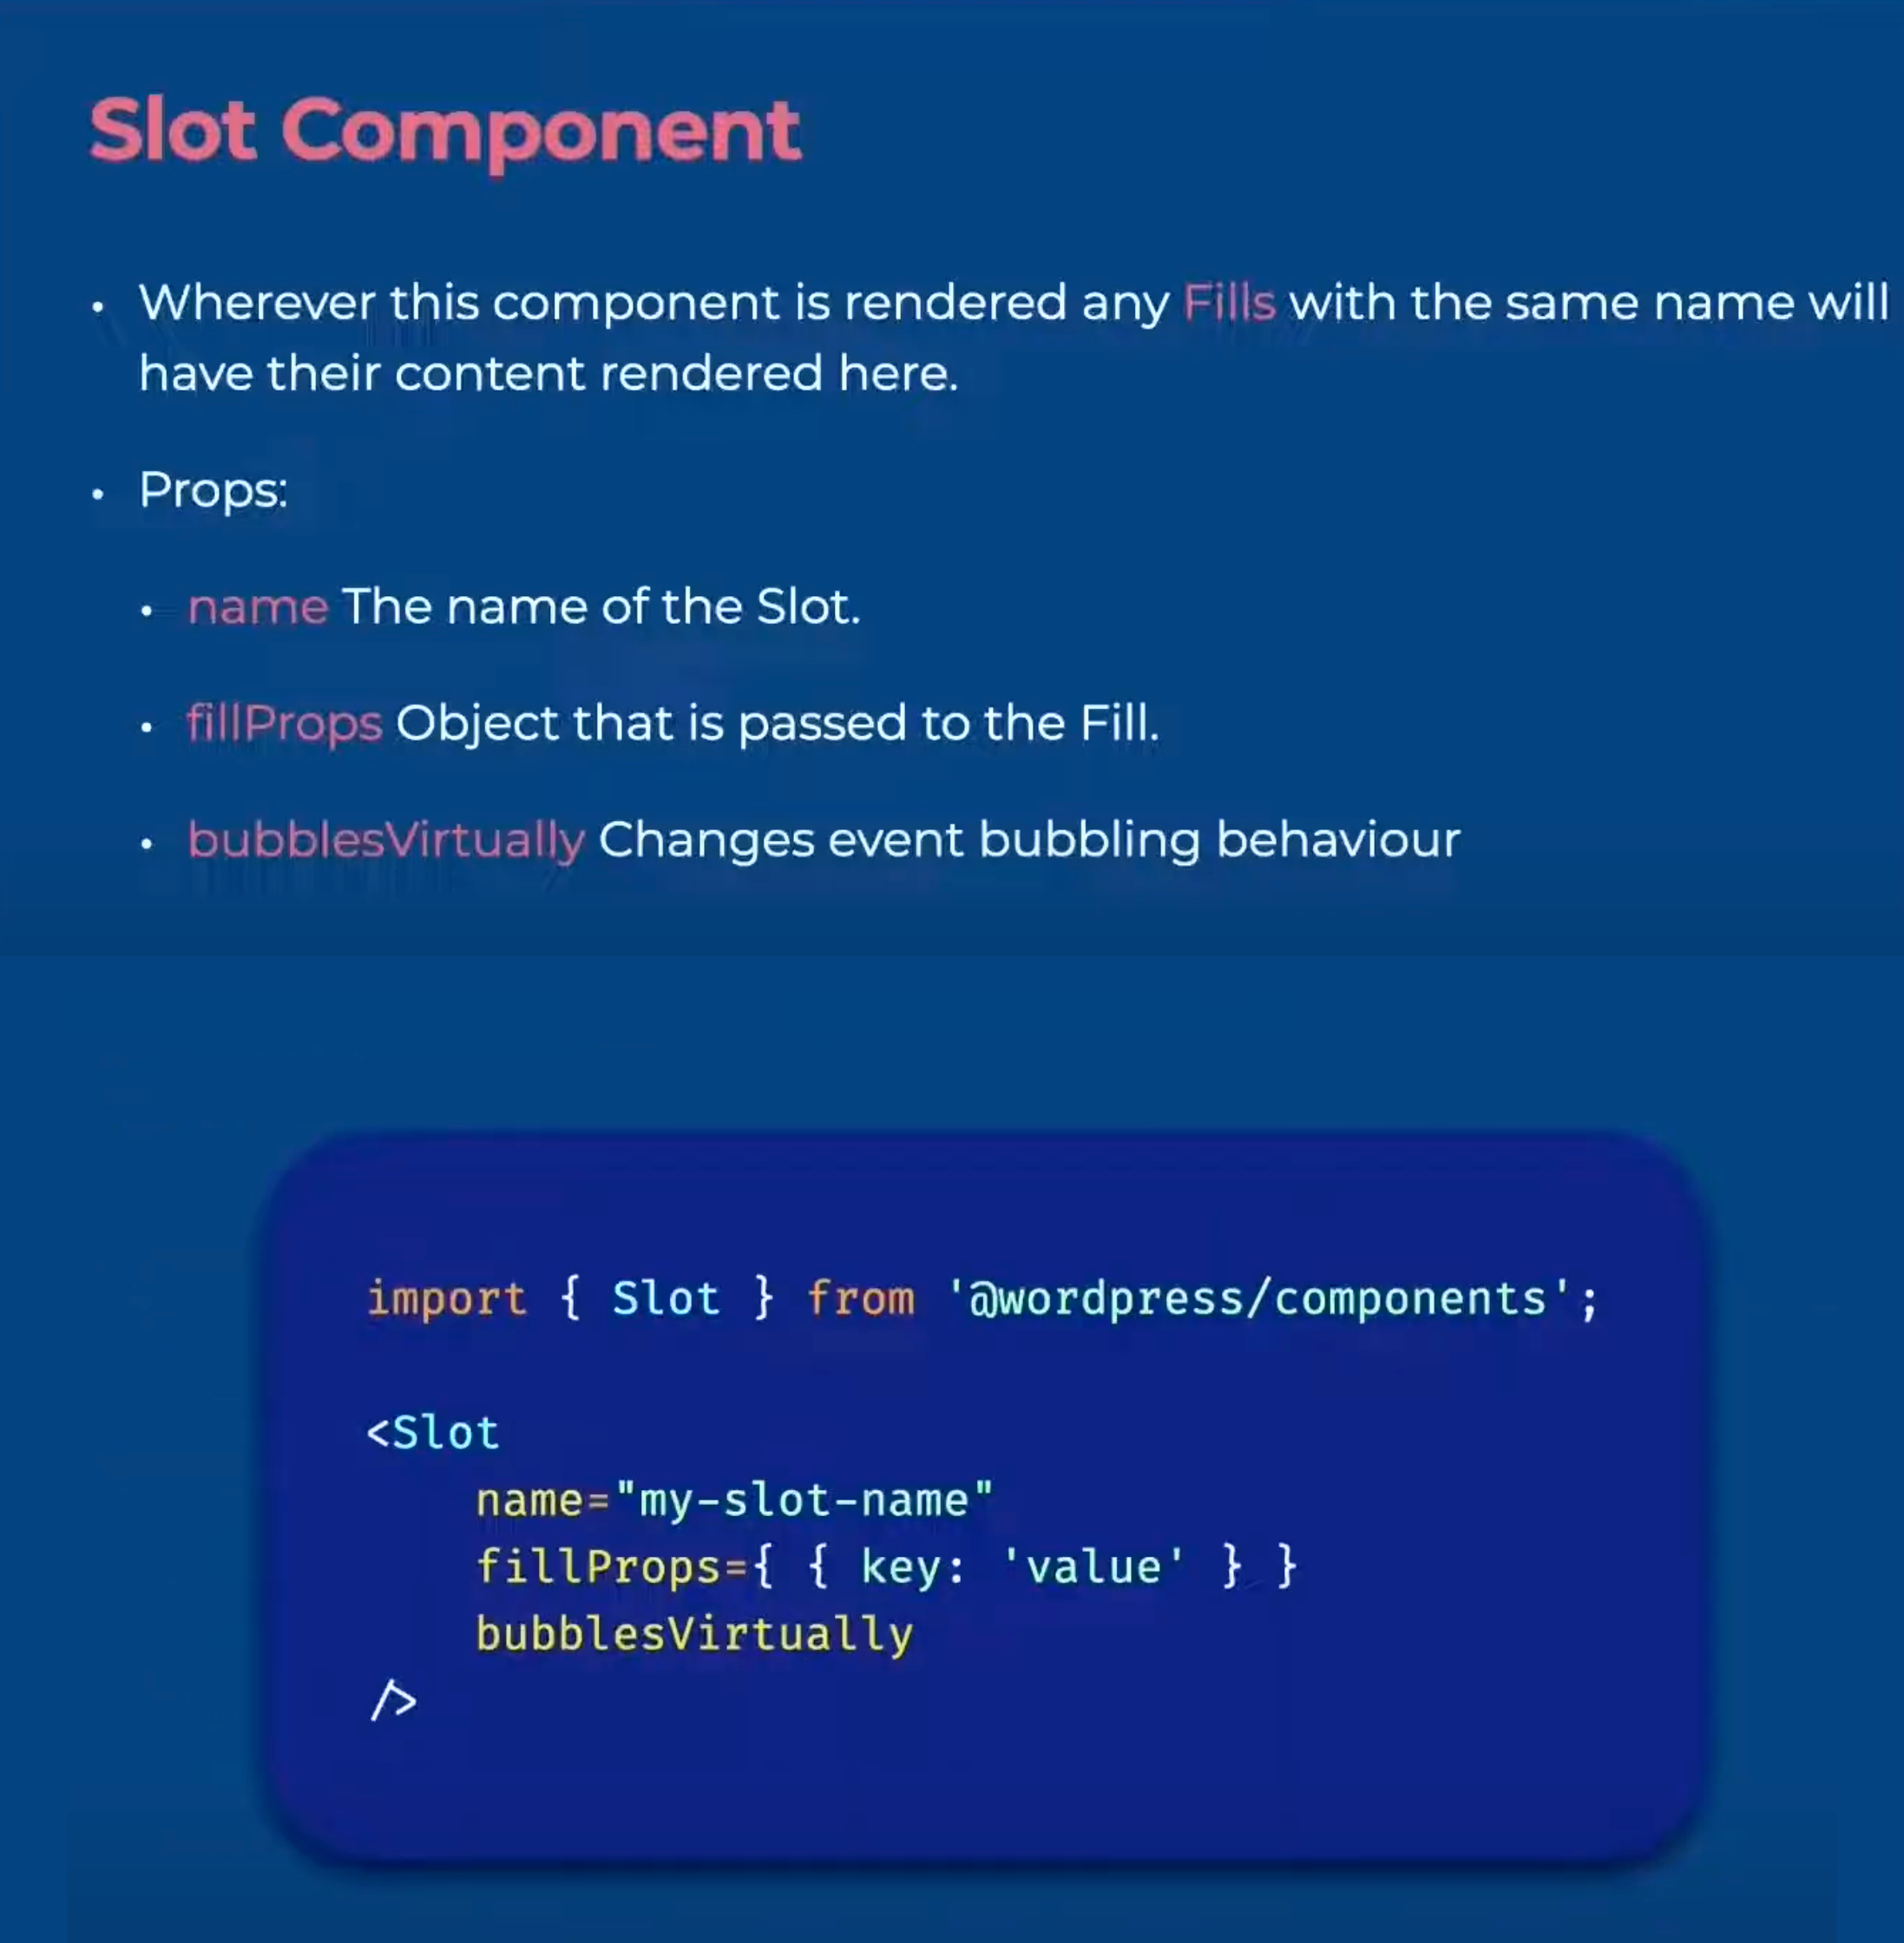 Slot Component
• Wherever this component is rendered any Fills with the same name will
have their content rendered here.
• Props:
• name The name of the Slot.
• fillProps Object that is passed to the Fill.
• bubblesVirtually Changes event bubbling behaviour
import { Slot } from '@wordpress/components';
<Slot
name="my-slot-name"
fillProps={ { key: 'value' } }
bubblesVirtually
/>